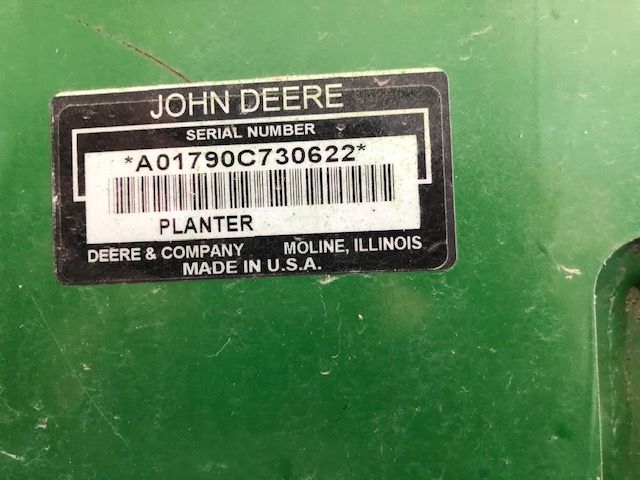 JOHN DEERE
SERIAL NUMBER
*A01790C730622*
PLANTER
DEERE & COMPANY MOLINE, ILLINOIS
MADE IN U.S.A.